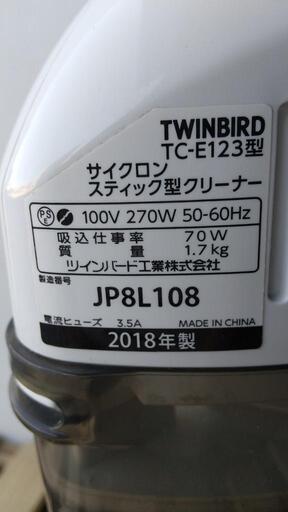 TWINBIRD
TC-E123型
サイクロン
スティック型クリーナー
PSE 100V 270W 50-60Hz
吸込仕事率 70W
質量 1.7kg
ツインバード工業株式会社
製造番号
JP8L108
電流ヒューズ 3.5A MADE IN CHINA
2018年製